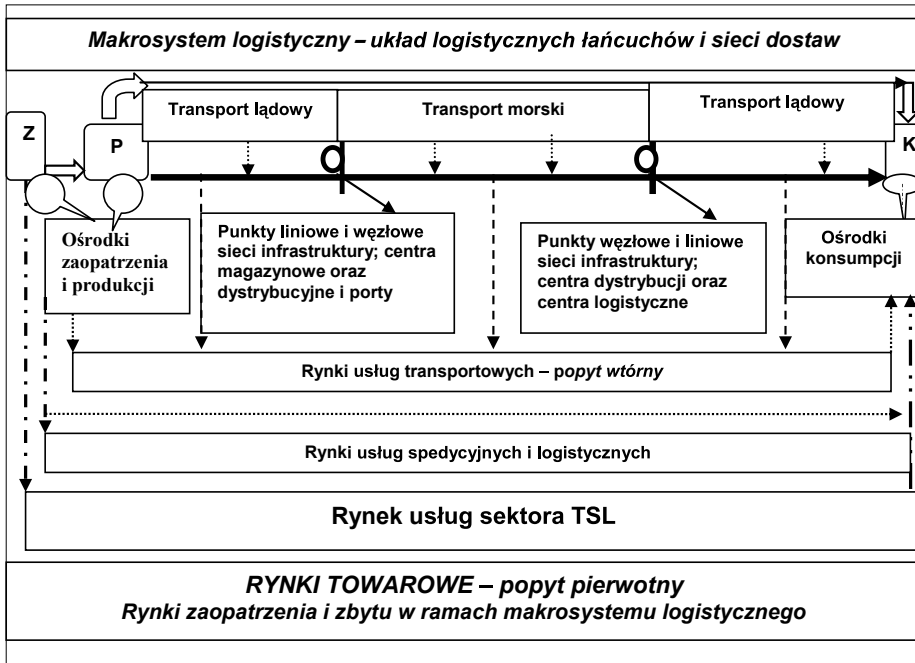 Makrosystem logistyczny – układ logistycznych łańcuchów i sieci dostaw
Transport lądowy
Transport morski
Transport lądowy
Z
P
K
Ośrodki
zaopatrzenia
i produkcji
Punkty liniowe i węzłowe
sieci infrastruktury; centra
magazynowe oraz
dystrybucyjne i porty
Punkty węzłowe i liniowe
sieci infrastruktury;
centra dystrybucji oraz
centra logistyczne
Ośrodki
konsumpcji
Rynki usług transportowych – popyt wtórny
Rynki usług spedycyjnych i logistycznych
Rynek usług sektora TSL
RYNKI TOWAROWE – popyt pierwotny
Rynki zaopatrzenia i zbytu w ramach makrosystemu logistycznego